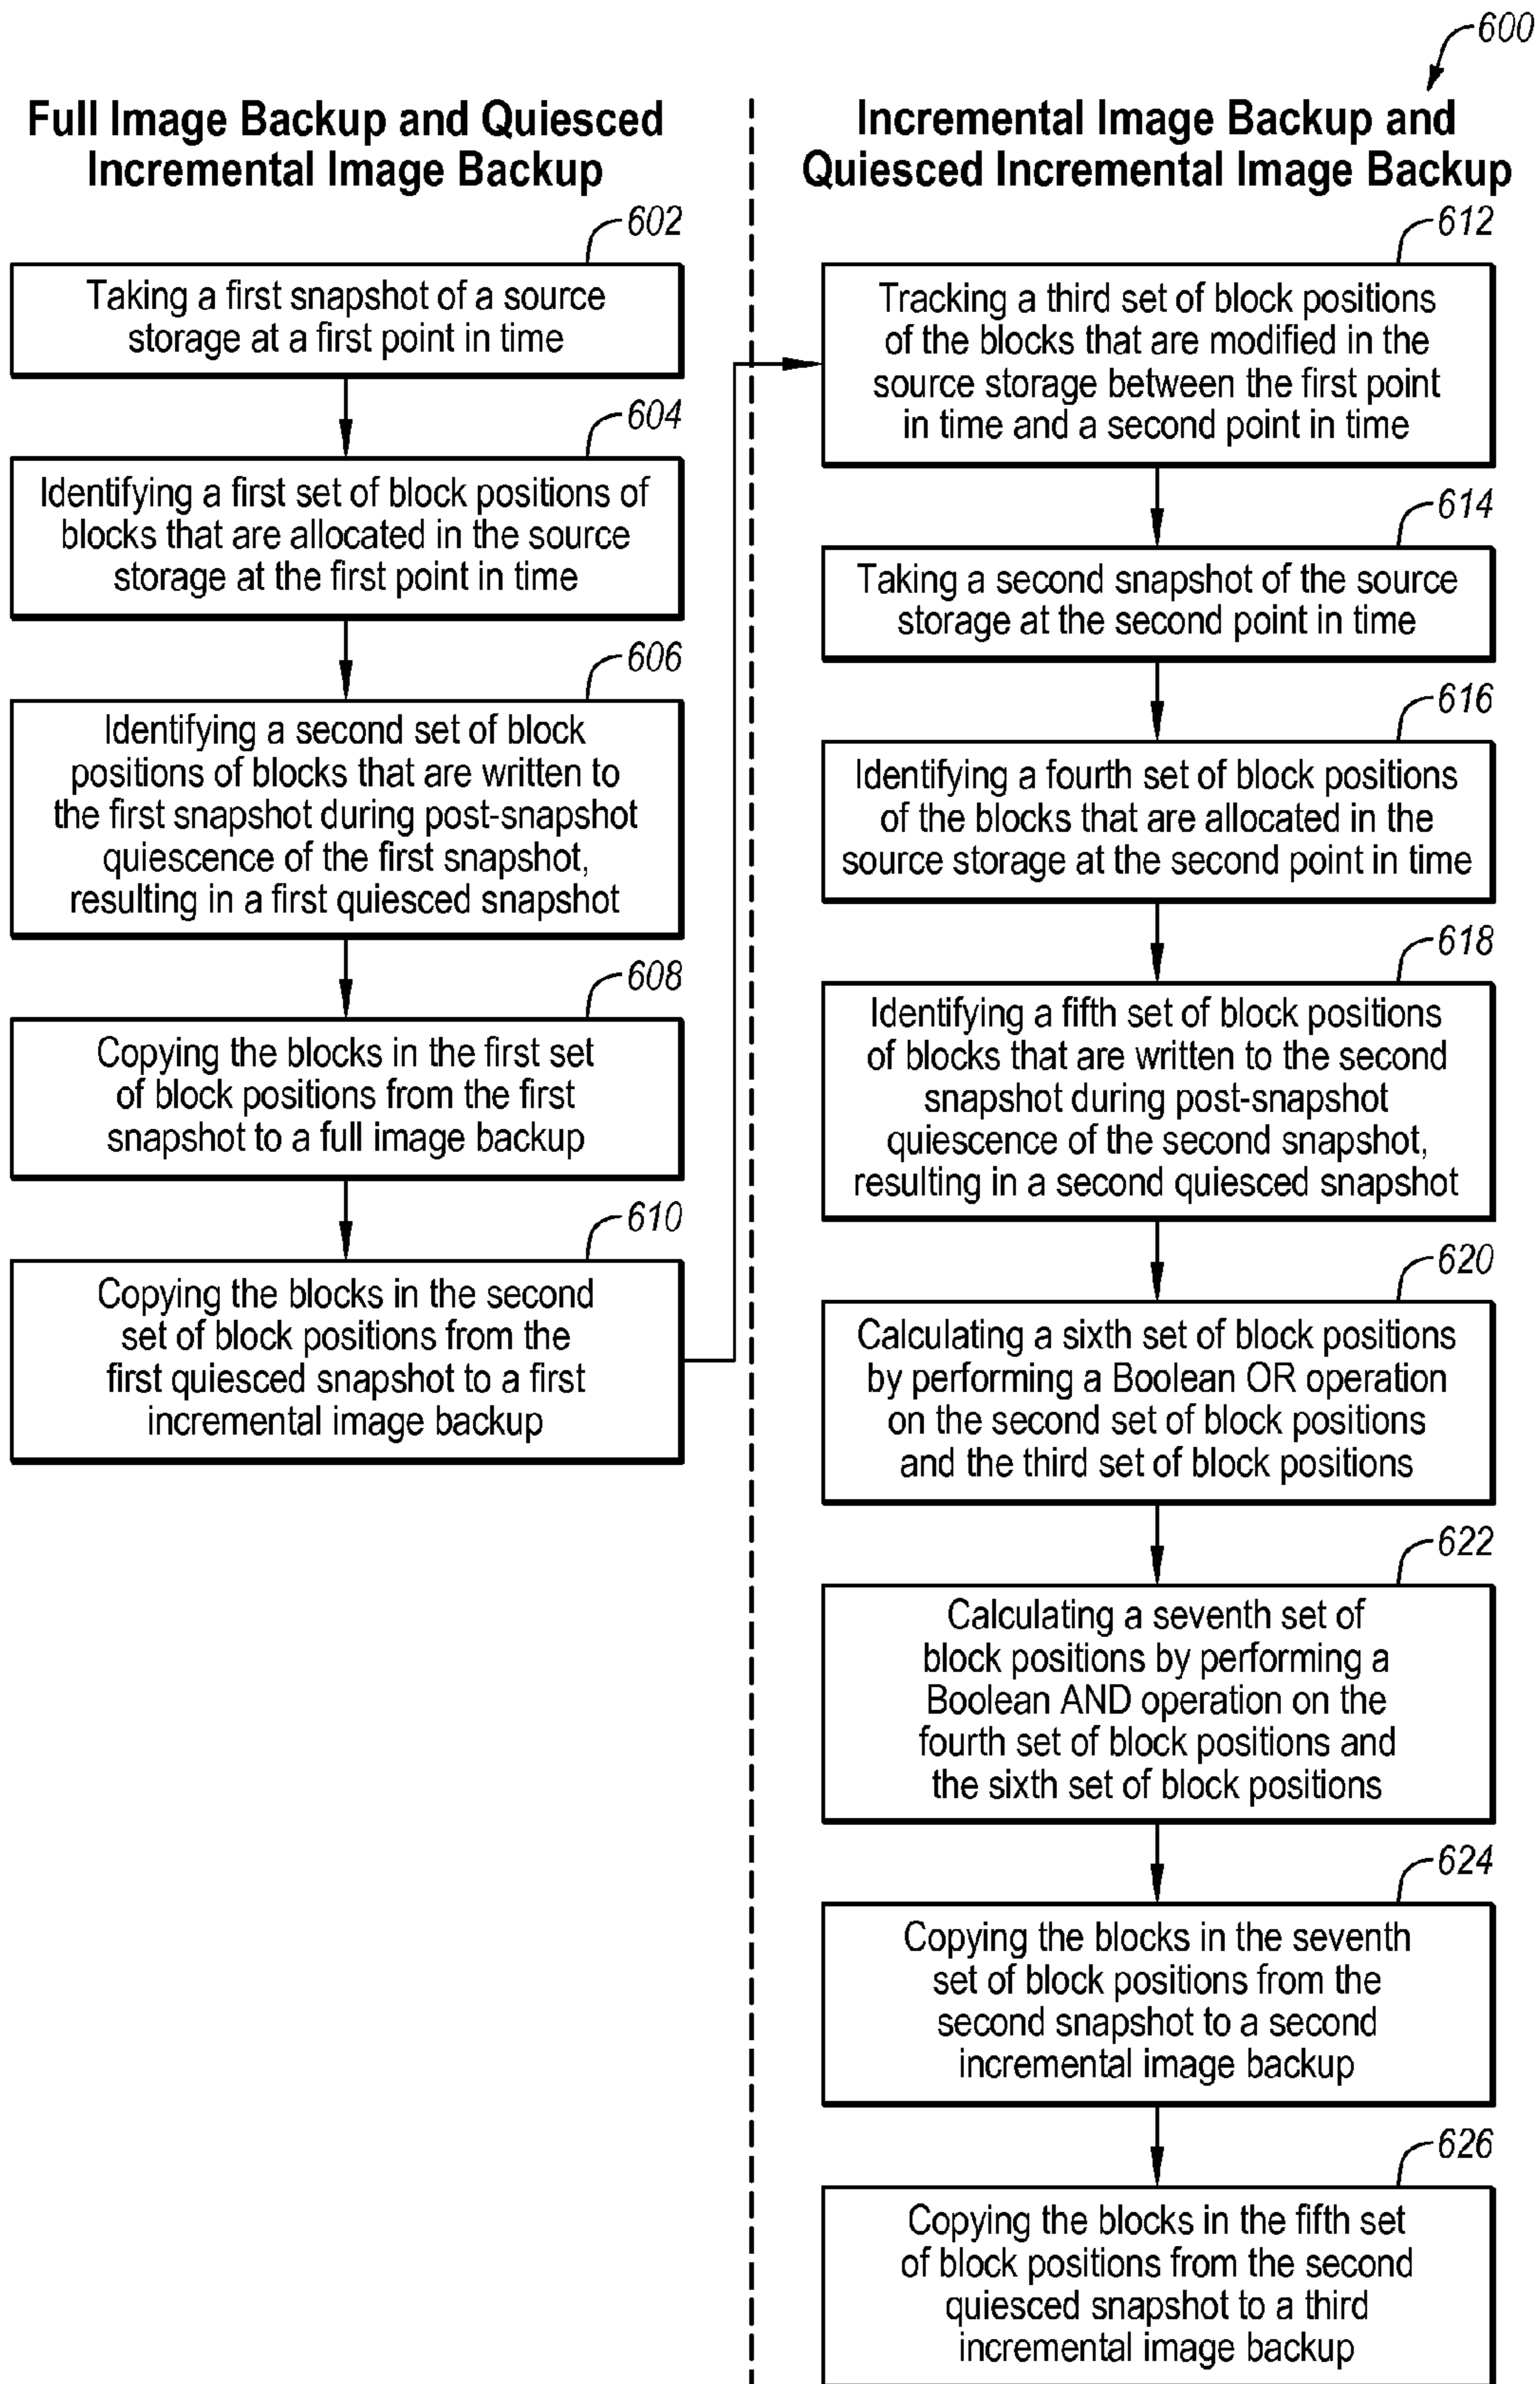 600
Full Image Backup and Quiesced
Incremental Image Backup
602
Taking a first snapshot of a source
storage at a first point in time
604
Identifying a first set of block positions of
blocks that are allocated in the source
storage at the first point in time
606
Identifying a second set of block
positions of blocks that are written to
the first snapshot during post-snapshot
quiescence of the first snapshot,
resulting in a first quiesced snapshot
608
Copying the blocks in the first set
of block positions from the first
snapshot to a full image backup
610
Copying the blocks in the second
set of block positions from the
first quiesced snapshot to a first
incremental image backup
Incremental Image Backup and
Quiesced Incremental Image Backup
612
Tracking a third set of block positions
of the blocks that are modified in the
source storage between the first point
in time and a second point in time
614
Taking a second snapshot of the source
storage at the second point in time
616
Identifying a fourth set of block positions
of the blocks that are allocated in the
source storage at the second point in time
618
Identifying a fifth set of block positions
of blocks that are written to the second
snapshot during post-snapshot
quiescence of the second snapshot,
resulting in a second quiesced snapshot
620
Calculating a sixth set of block positions
by performing a Boolean OR operation
on the second set of block positions
and the third set of block positions
622
Calculating a seventh set of
block positions by performing a
Boolean AND operation on the
fourth set of block positions and
the sixth set of block positions
624
Copying the blocks in the seventh
set of block positions from the
second snapshot to a second
incremental image backup
626
Copying the blocks in the fifth set
of block positions from the second
quiesced snapshot to a third
incremental image backup